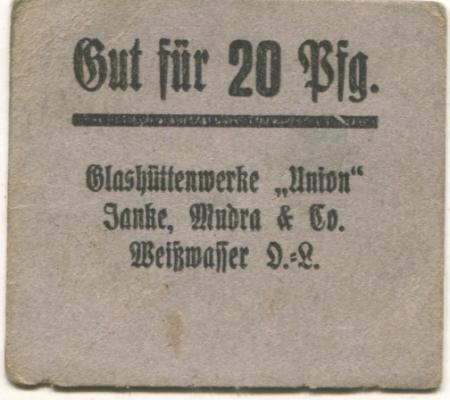 Gut für 20 Pfg.
Glashüttenwerke „Union“
Janke, Mudra & Co.
Weißwasser O.=L.